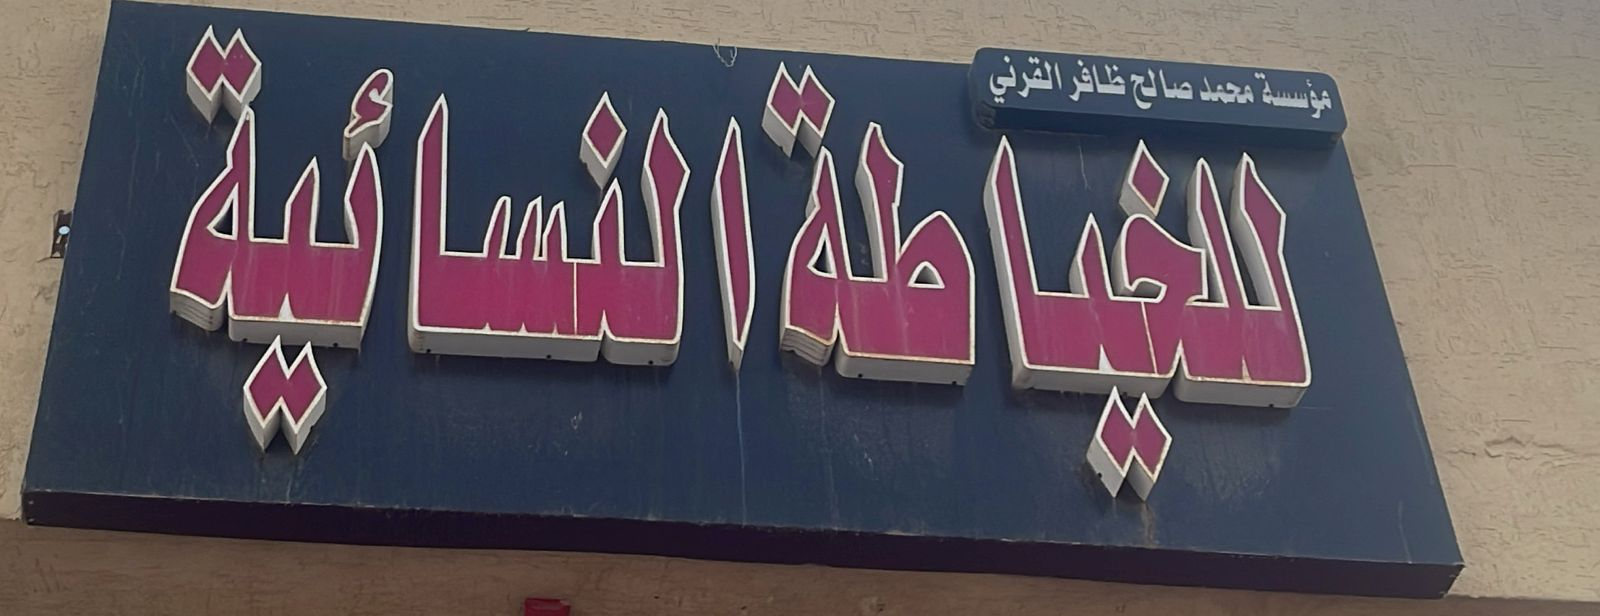 مؤسسة محمد صالح ظافر القرني
للخياطة النسائية